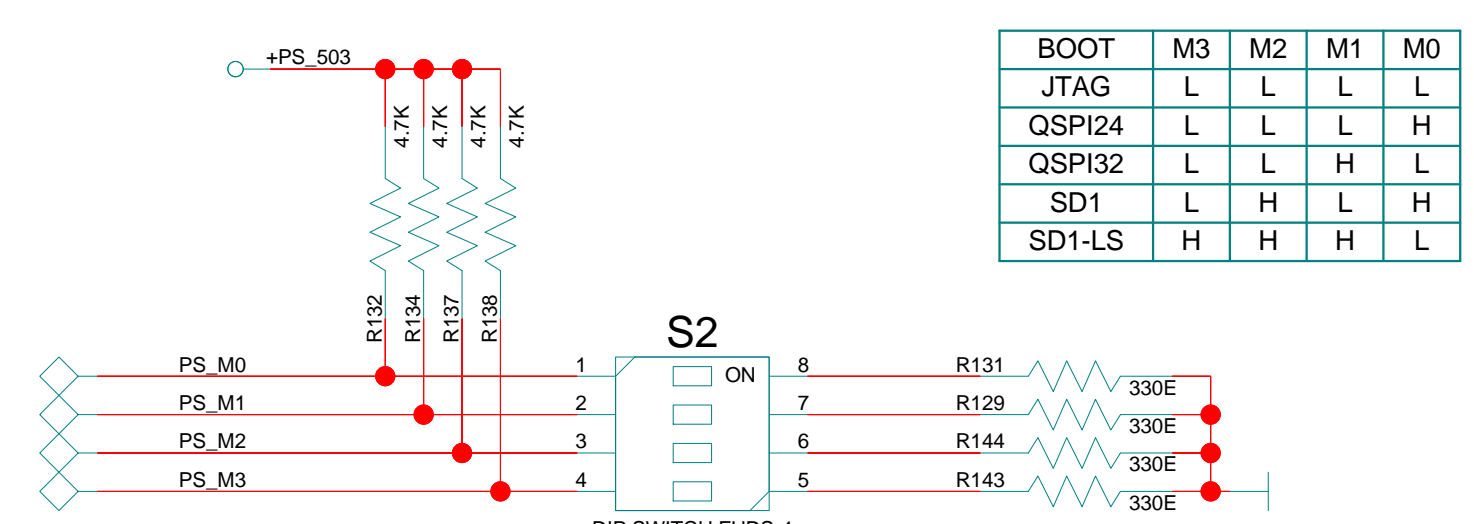 +PS_503
BOOT M3 M2 M1 M0
JTAG L L L L
QSPI24 L L L H
QSPI32 L L H L
SD1 L H L H
SD1-LS H H H L
4.7K 4.7K 4.7K 4.7K
R132 R134 R137 R138
S2
PS_M0 1 ON 8 R131 330E
PS_M1 2 7 R129 330E
PS_M2 3 6 R144 330E
PS_M3 4 5 R143 330E